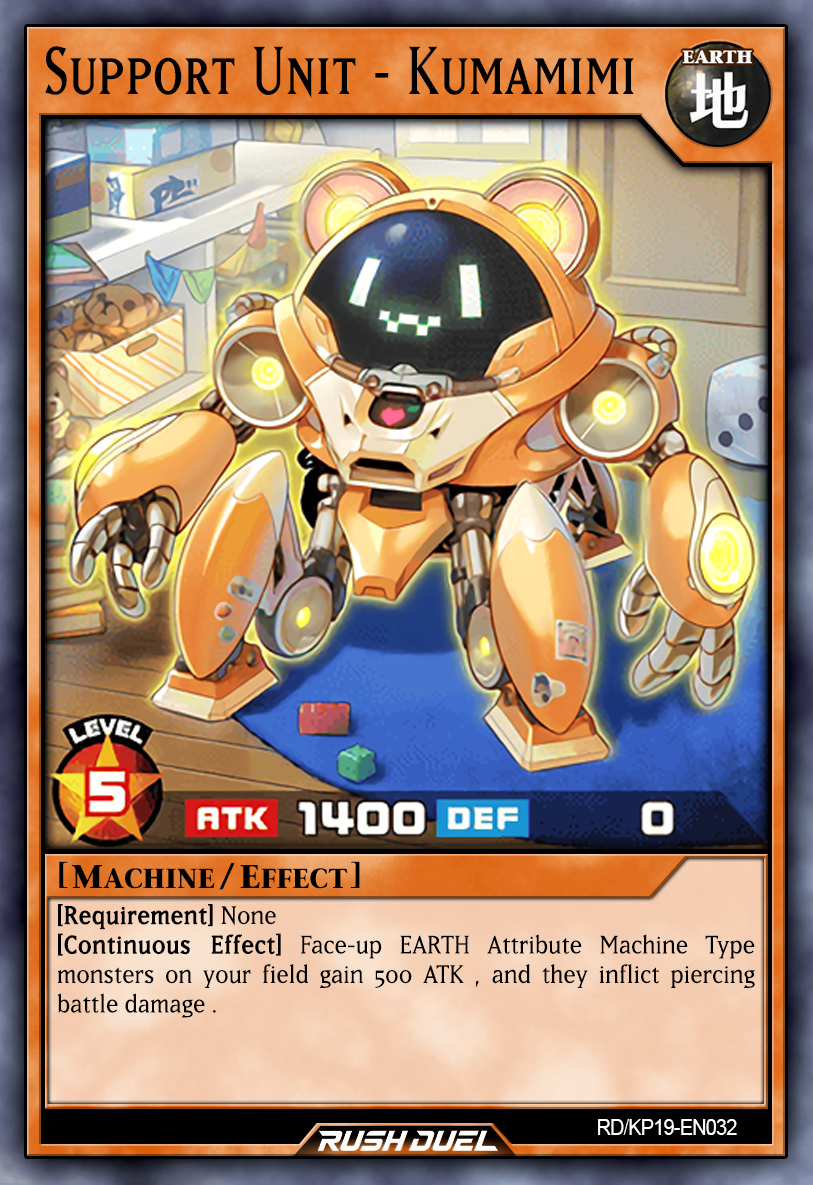 SUPPORT UNIT - KUMAMIMI
EARTH
地
LEVEL
5
ATK 1400 DEF 0
[MACHINE/EFFECT]
[Requirement] None
[Continuous Effect] Face-up EARTH Attribute Machine Type
monsters on your field gain 500 ATK , and they inflict piercing
battle damage .
RD/KP19-EN032
RUSH DUEL